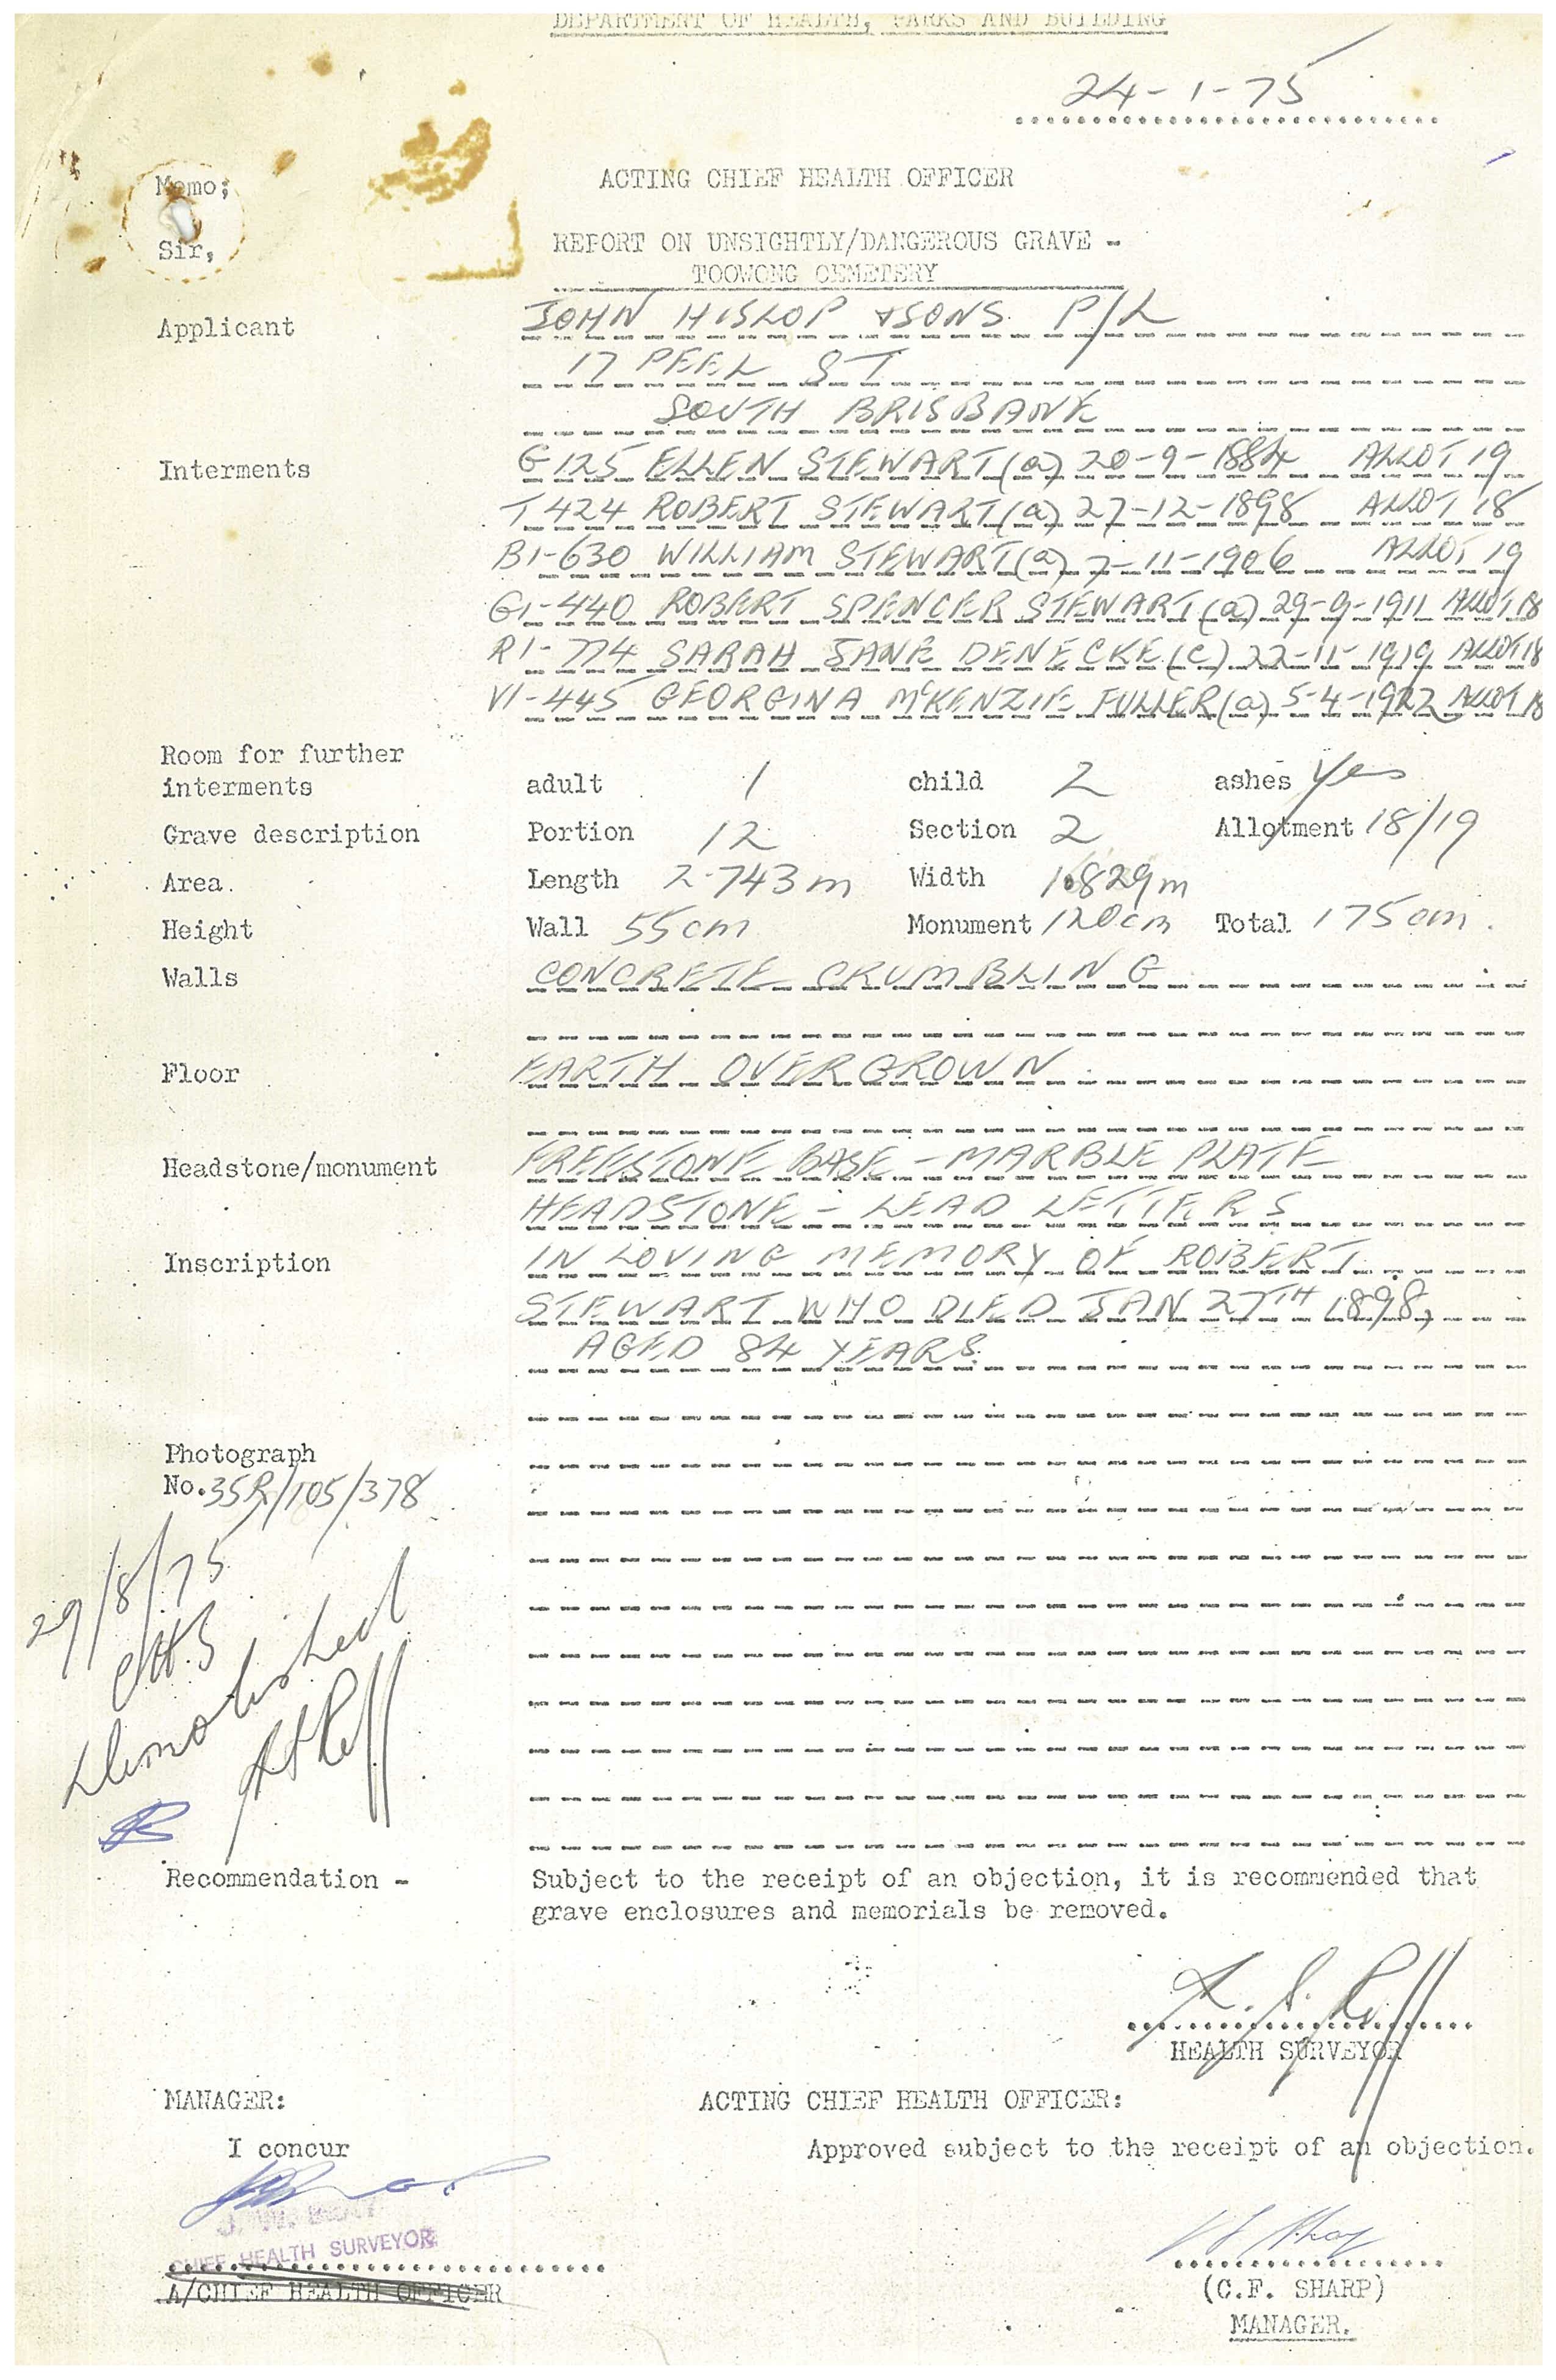 DEPARTMENT OF HEALTH, PARKS AND BUILDING
24-1-75
Memo;
ACTING CHIEF HEALTH OFFICER
Sir,
REPORT ON UNSIGHTLY/DANGEROUS GRAVE -
TOOWONG CEMETERY
Applicant JOHN HISLOP & SONS. P/L
17 PEEL ST
SOUTH BRISBANE
Interments G125 ELLEN STEWART (a) 20-9-1884 ALLOT 19
T424 ROBERT STEWART (a) 27-12-1898 ALLOT 18
B1-630 WILLIAM STEWART (a) 7-11-1906 ALLOT 19
G1-440 ROBERT SPENCER STEWART (a) 29-9-1911 ALLOT 18
R1-774 SARAH JANE DENECKE (c) 22-11-1919 ALLOT 18
V1-445 GEORGINA McKENZIE FULLER (a) 5-4-1922 ALLOT 18
Room for further
interments adult 1 child 2 ashes Yes
Grave description Portion 12 Section 2 Allotment 18/19
Area. Length 2.743m Width 1.829m
Height Wall 55cm Monument 120cm Total 175cm.
Walls CONCRETE CRUMBLING
Floor EARTH OVERGROWN
Headstone/monument FREESTONE BASE - MARBLE PLATE
HEADSTONE - LEAD LETTERS
Inscription IN LOVING MEMORY OF ROBERT
STEWART WHO DIED JAN 27TH 1898,
AGED 84 YEARS.
Photograph
No. 35R/105/378
29/8/75
CHS
Demolished
Recommendation - Subject to the receipt of an objection, it is recommended that
grave enclosures and memorials be removed.
HEALTH SURVEYOR
MANAGER: ACTING CHIEF HEALTH OFFICER:
I concur Approved subject to the receipt of an objection.
CHIEF HEALTH SURVEYOR
A/CHIEF HEALTH OFFICER
(C.F. SHARP)
MANAGER.